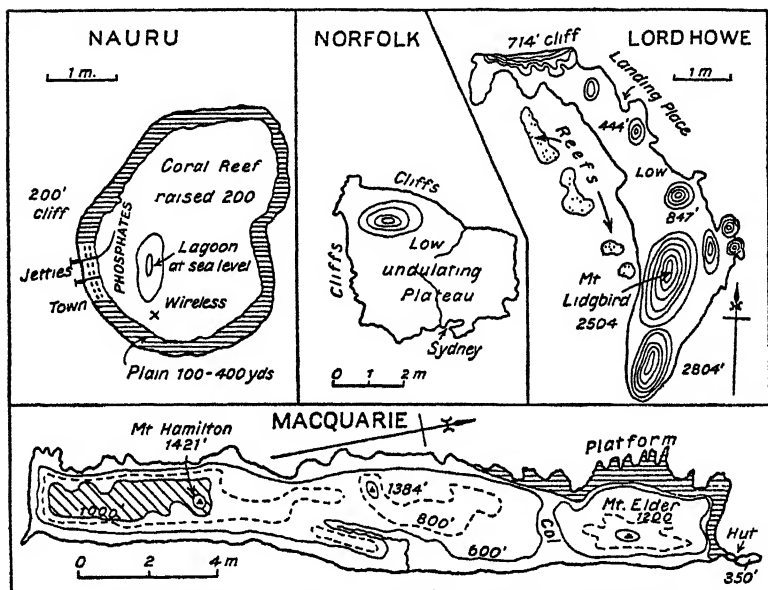 NAURU
1 m.
200'
cliff
PHOSPHATES
Coral Reef
raised 200
Lagoon
at sea level
Jetties
Town
Wireless
Plain 100-400 yds
NORFOLK
Cliffs
Cliffs
Low
undulating
Plateau
Sydney
0 1 2 m
LORD HOWE
714' cliff
1 m
Landing Place
444'
Reefs
Low
847'
Mt
Lidgbird
2504
2804'
MACQUARIE
Mt Hamilton
1421'
1000'
1384'
800'
600'
Col
Platform
Mt. Elder
1200
Hut
350'
0 2 4 m